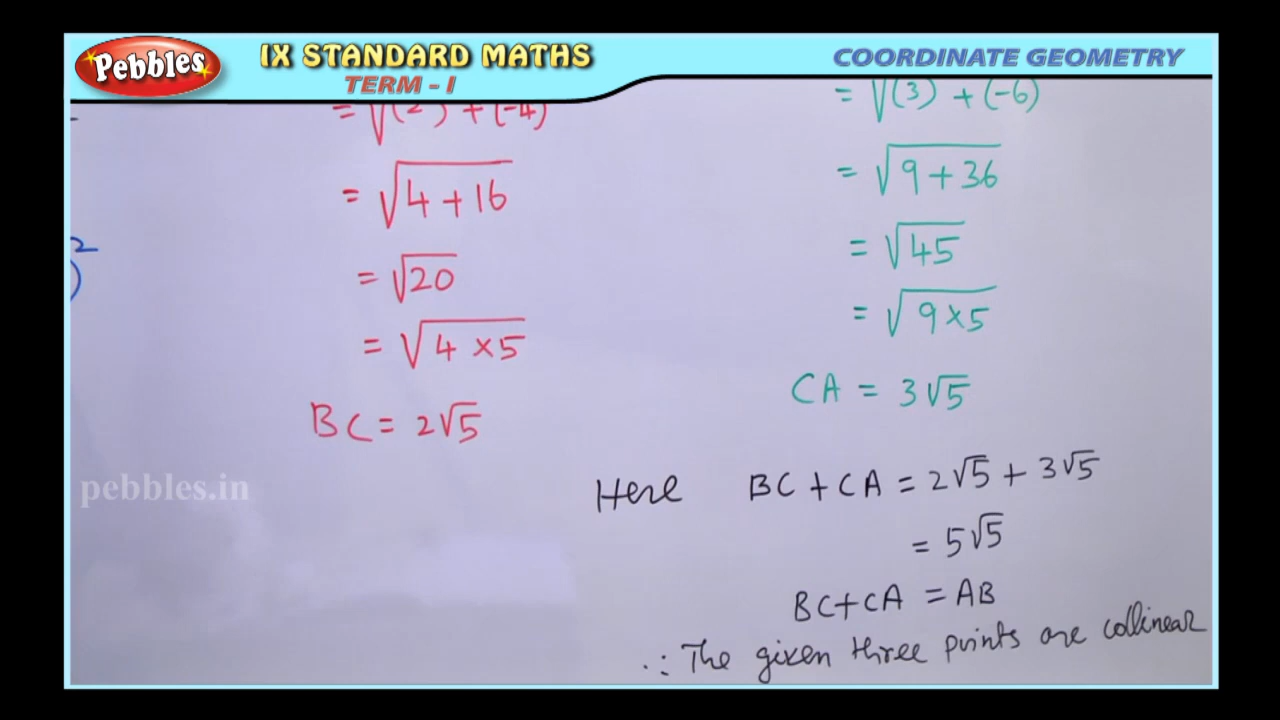 Pebbles
IX STANDARD MATHS
TERM - I
COORDINATE GEOMETRY
= √(2) + (-4)
= √4 + 16
= √20
= √4 × 5
BC = 2√5
= √(3) + (-6)
= √9 + 36
= √45
= √9 × 5
CA = 3√5
)²
Here BC + CA = 2√5 + 3√5
= 5√5
BC + CA = AB
∴ The given three points are collinear
pebbles.in